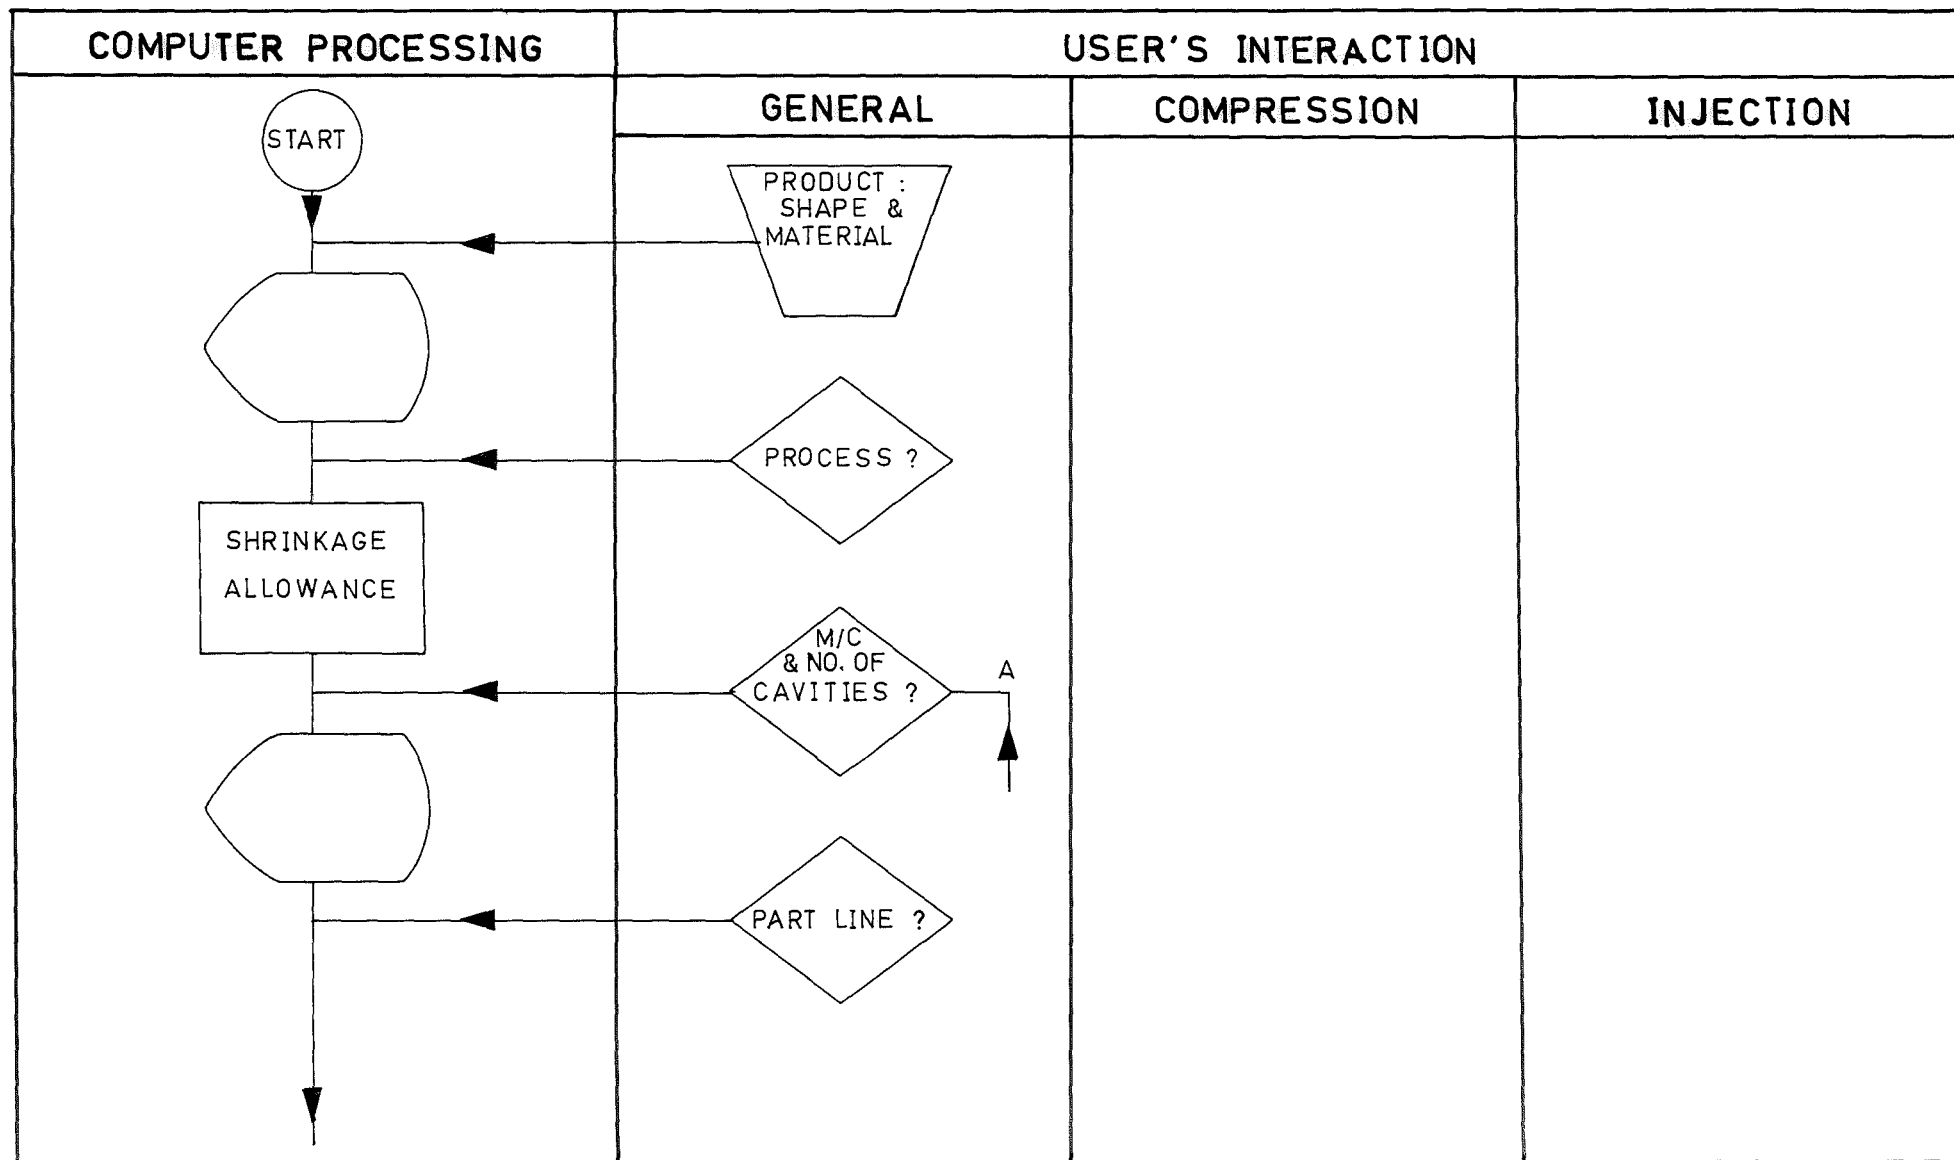 COMPUTER PROCESSING
USER'S INTERACTION
GENERAL
COMPRESSION
INJECTION
START
PRODUCT :
SHAPE &
MATERIAL
PROCESS ?
SHRINKAGE
ALLOWANCE
M/C
& NO. OF
CAVITIES ?
A
PART LINE ?